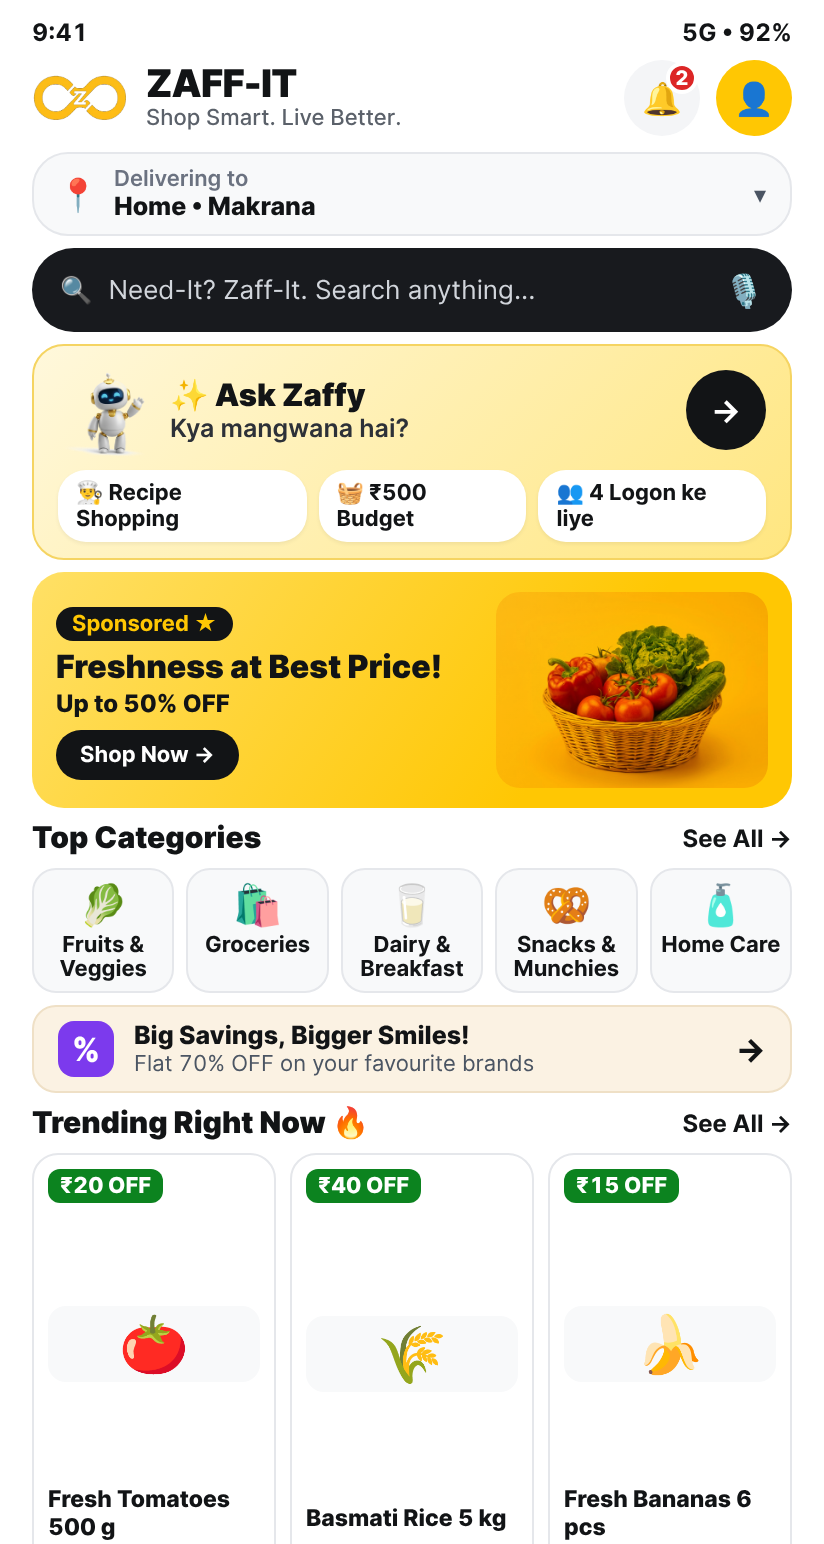 9:41
5G • 92%
ZAFF-IT
Shop Smart. Live Better.
2
Delivering to
Home • Makrana
Need-It? Zaff-It. Search anything...
Ask Zaffy
Kya mangwana hai?
Recipe
Shopping
₹500
Budget
4 Logon ke
liye
Sponsored ★
Freshness at Best Price!
Up to 50% OFF
Shop Now →
Top Categories
See All →
Fruits &
Veggies
Groceries
Dairy &
Breakfast
Snacks &
Munchies
Home Care
%
Big Savings, Bigger Smiles!
Flat 70% OFF on your favourite brands
→
Trending Right Now 🔥
See All →
₹20 OFF
₹40 OFF
₹15 OFF
Fresh Tomatoes
500 g
Basmati Rice 5 kg
Fresh Bananas 6
pcs